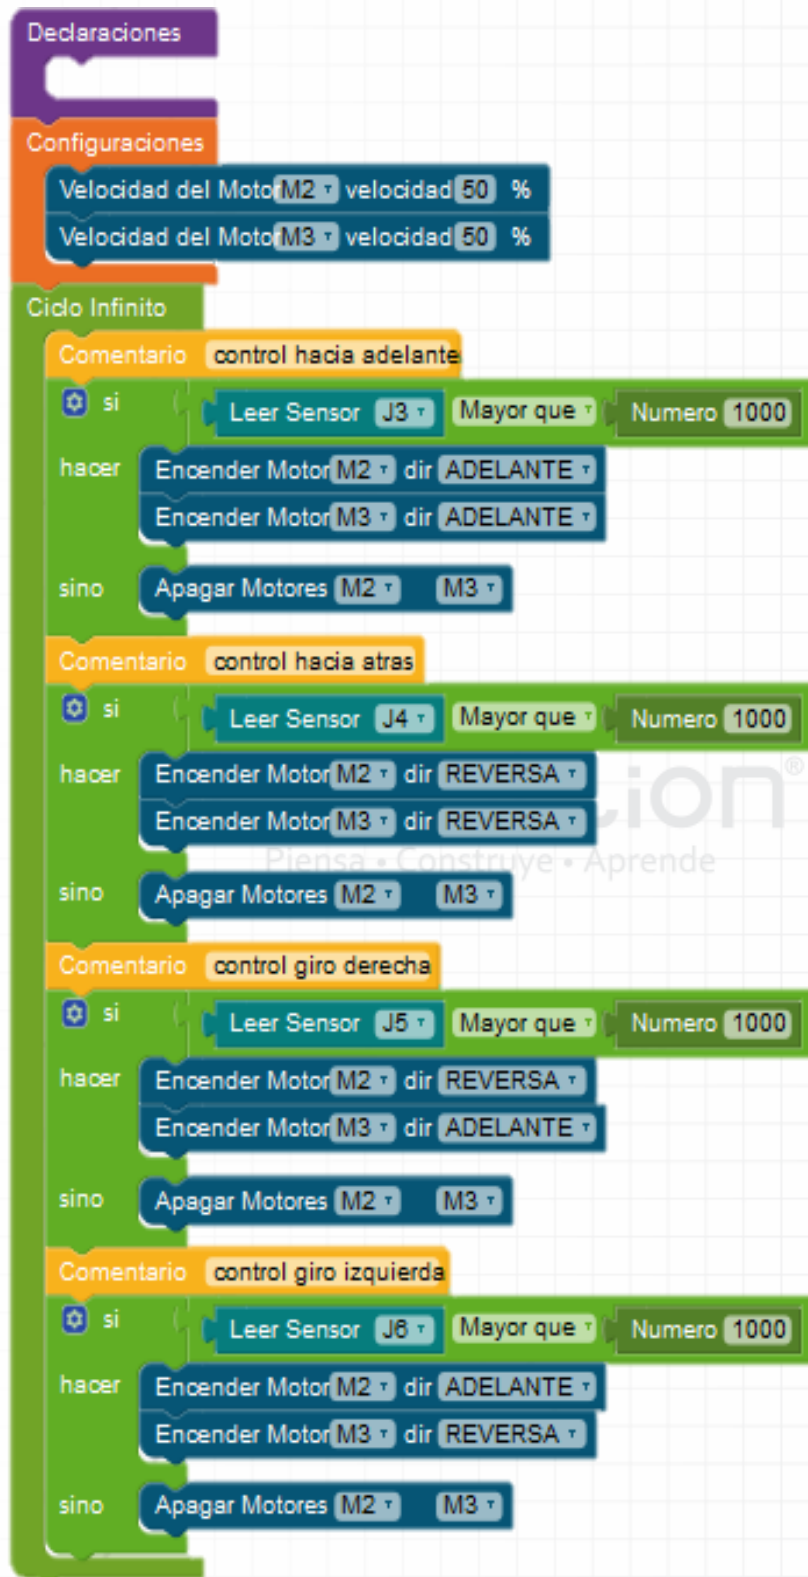 Declaraciones
Configuraciones
Velocidad del Motor M2 velocidad 50 %
Velocidad del Motor M3 velocidad 50 %
Ciclo Infinito
Comentario control hacia adelante
si Leer Sensor J3 Mayor que Numero 1000
hacer Encender Motor M2 dir ADELANTE
Encender Motor M3 dir ADELANTE
sino Apagar Motores M2 M3
Comentario control hacia atras
si Leer Sensor J4 Mayor que Numero 1000
hacer Encender Motor M2 dir REVERSA
Encender Motor M3 dir REVERSA
Piensa • Construye • Aprende
sino Apagar Motores M2 M3
Comentario control giro derecha
si Leer Sensor J5 Mayor que Numero 1000
hacer Encender Motor M2 dir REVERSA
Encender Motor M3 dir ADELANTE
sino Apagar Motores M2 M3
Comentario control giro izquierda
si Leer Sensor J6 Mayor que Numero 1000
hacer Encender Motor M2 dir ADELANTE
Encender Motor M3 dir REVERSA
sino Apagar Motores M2 M3